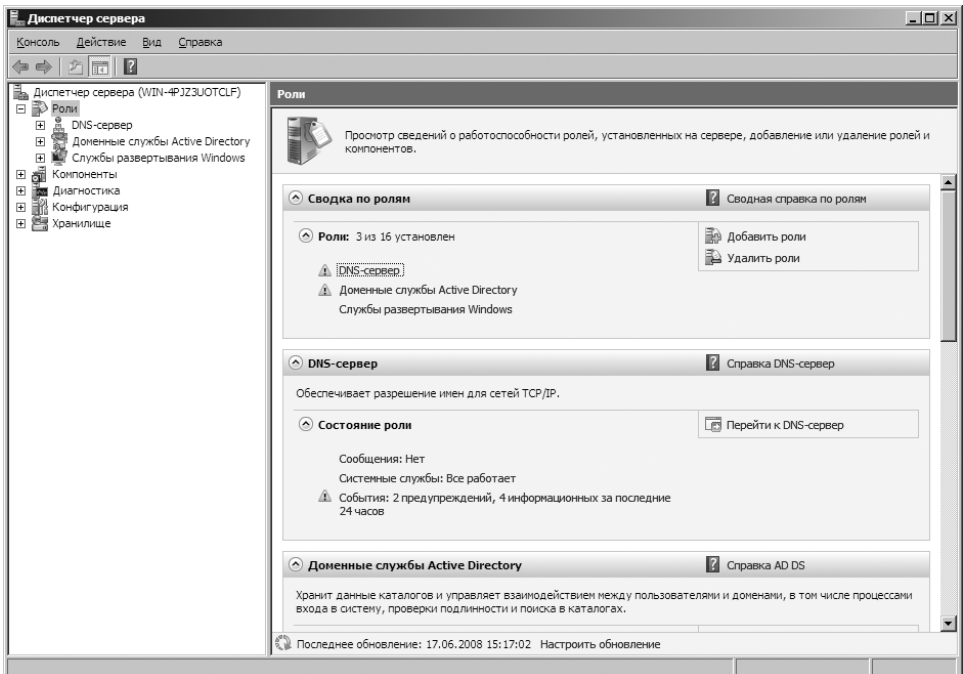 Диспетчер сервера
Консоль Действие Вид Справка
Диспетчер сервера (WIN-4PJZ3UOTCLF)
Роли
DNS-сервер
Доменные службы Active Directory
Службы развертывания Windows
Компоненты
Диагностика
Конфигурация
Хранилище
Роли
Просмотр сведений о работоспособности ролей, установленных на сервере, добавление или удаление ролей и
компонентов.
Сводка по ролям
Сводная справка по ролям
Роли: 3 из 16 установлен
Добавить роли
Удалить роли
DNS-сервер
Доменные службы Active Directory
Службы развертывания Windows
DNS-сервер
Справка DNS-сервер
Обеспечивает разрешение имен для сетей TCP/IP.
Состояние роли
Перейти к DNS-сервер
Сообщения: Нет
Системные службы: Все работает
События: 2 предупреждений, 4 информационных за последние
24 часов
Доменные службы Active Directory
Справка AD DS
Хранит данные каталогов и управляет взаимодействием между пользователями и доменами, в том числе процессами
входа в систему, проверки подлинности и поиска в каталогах.
Последнее обновление: 17.06.2008 15:17:02 Настроить обновление